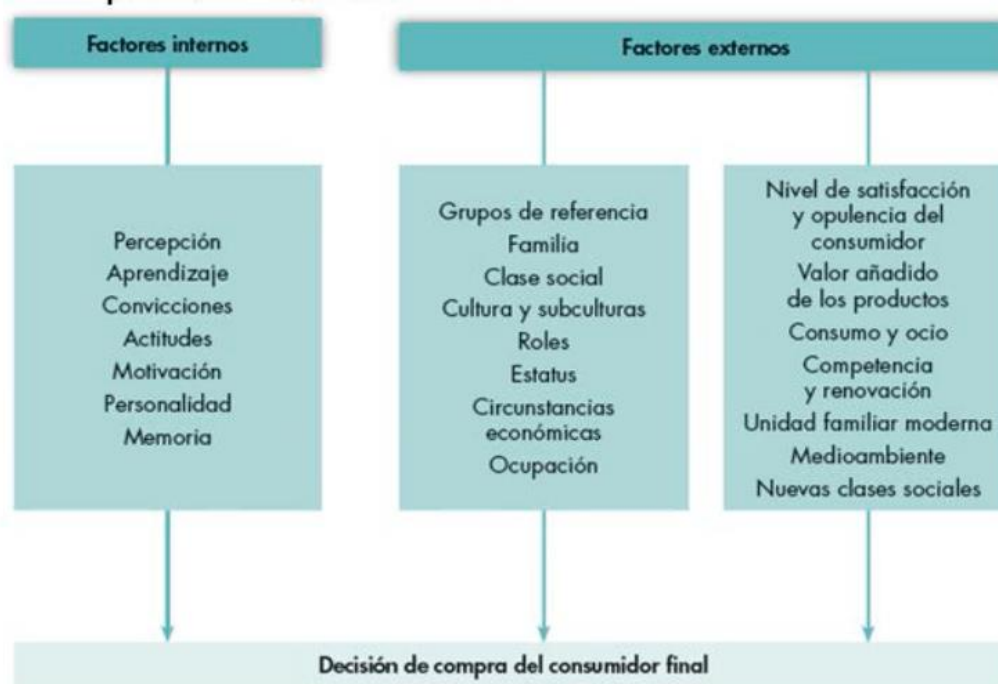 Factores internos
Factores externos
Percepción
Aprendizaje
Convicciones
Actitudes
Motivación
Personalidad
Memoria
Grupos de referencia
Familia
Clase social
Cultura y subculturas
Roles
Estatus
Circunstancias
económicas
Ocupación
Nivel de satisfacción
y opulencia del
consumidor
Valor añadido
de los productos
Consumo y ocio
Competencia
y renovación
Unidad familiar moderna
Medioambiente
Nuevas clases sociales
Decisión de compra del consumidor final